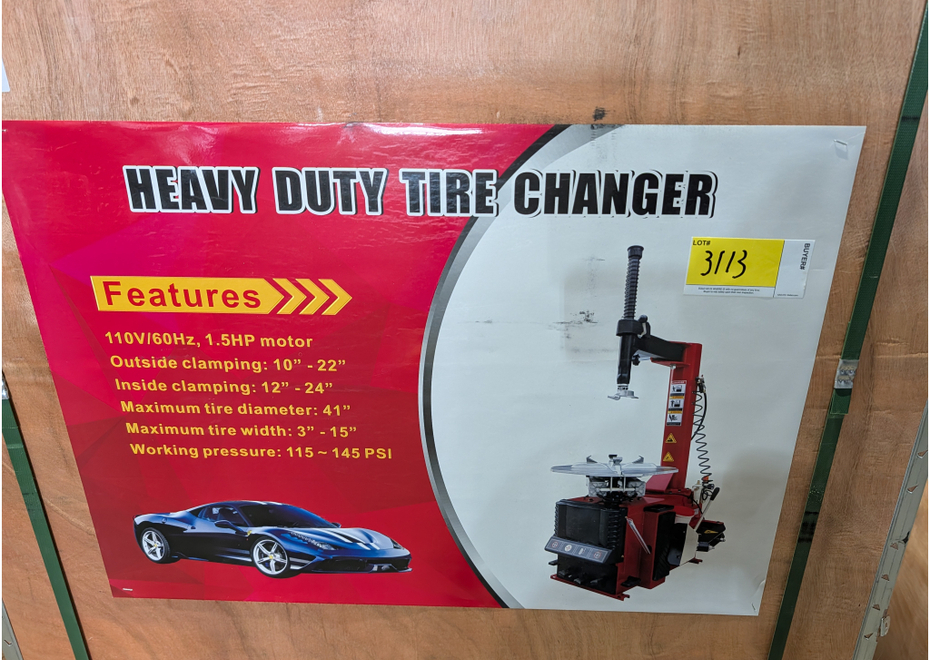 HEAVY DUTY TIRE CHANGER
LOT#
3113
BUYER#
Features
110V/60Hz, 1.5HP motor
Outside clamping: 10” - 22”
Inside clamping: 12” - 24”
Maximum tire diameter: 41”
Maximum tire width: 3” - 15”
Working pressure: 115 ~ 145 PSI